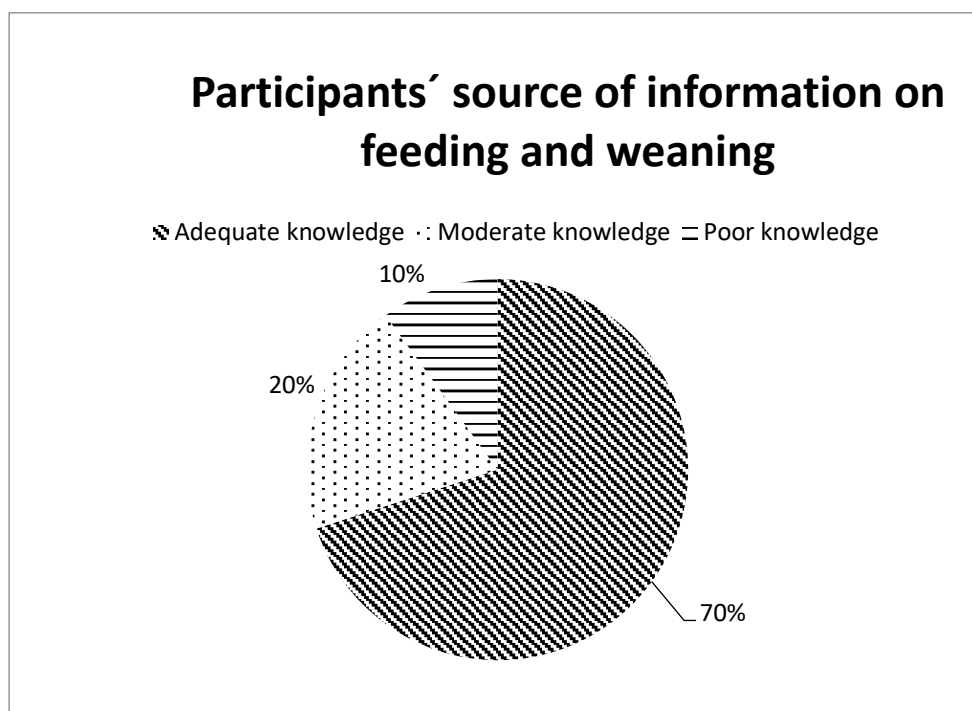 Participants´ source of information on
feeding and weaning
Adequate knowledge Moderate knowledge Poor knowledge
10%
20%
70%